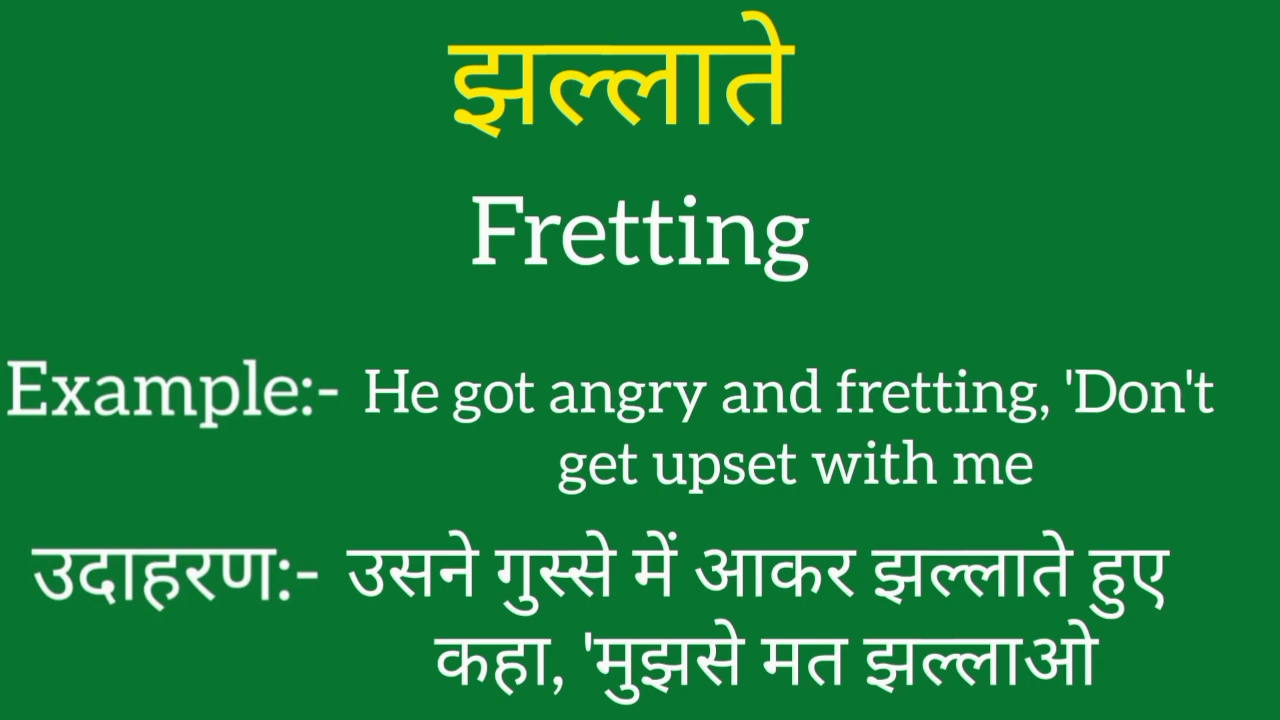 झल्लाते
Fretting
Example:- He got angry and fretting, 'Don't
get upset with me
उदाहरण:- उसने गुस्से में आकर झल्लाते हुए
कहा, 'मुझसे मत झल्लाओ